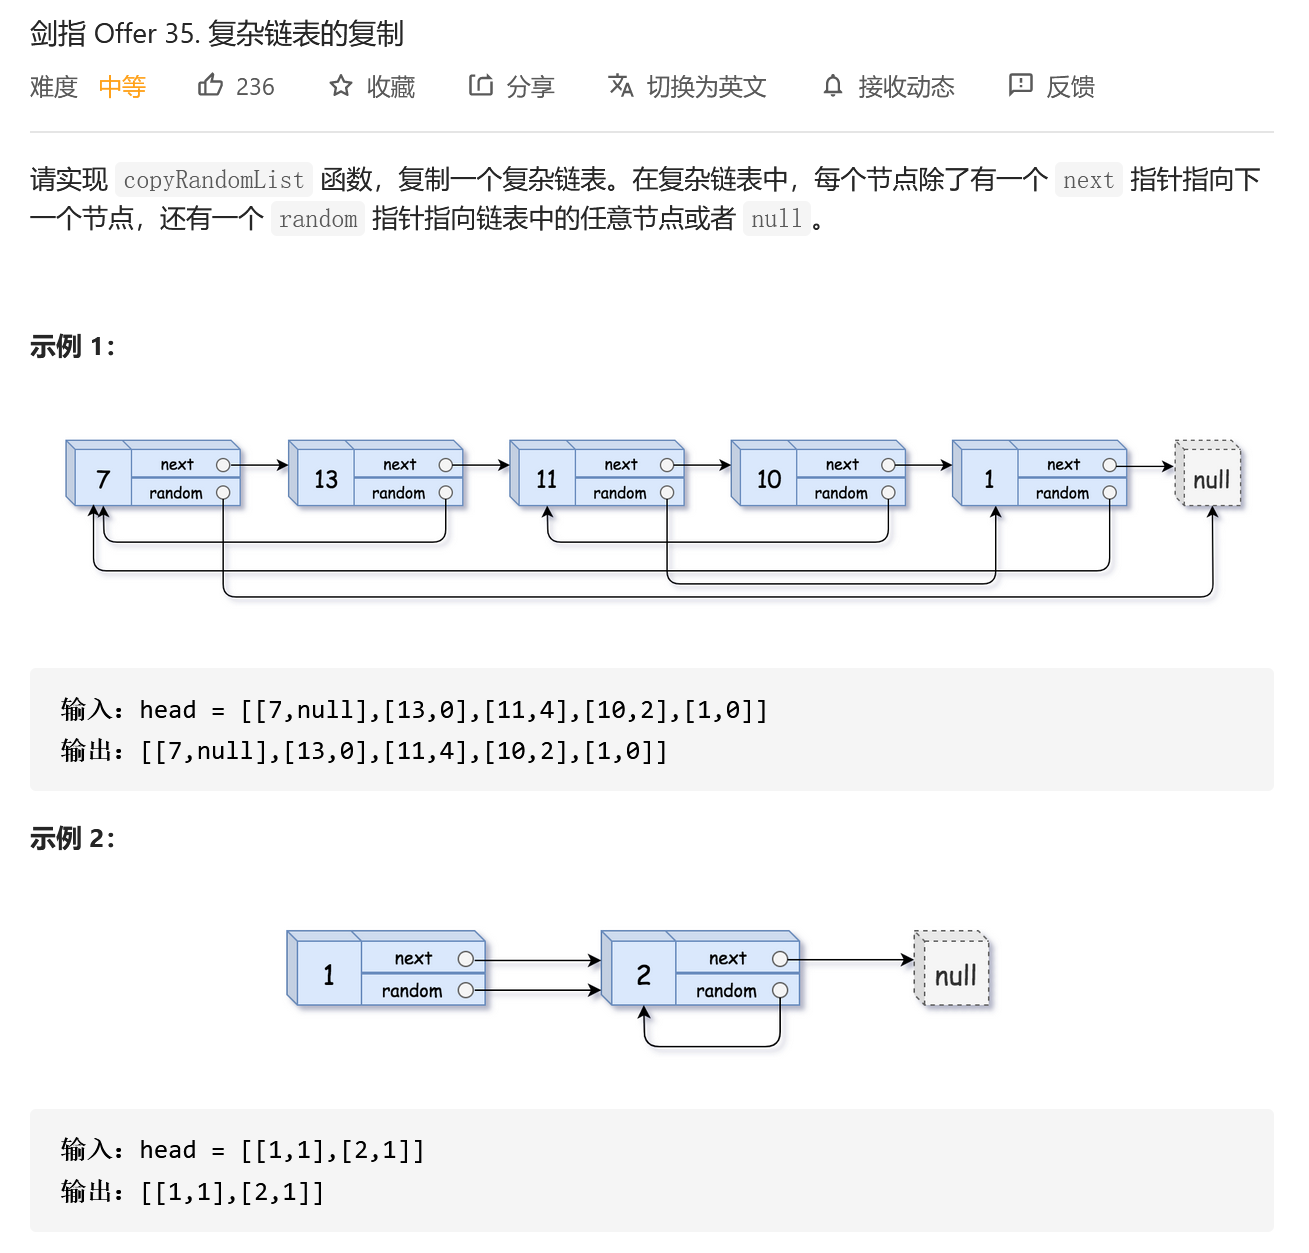 剑指 Offer 35. 复杂链表的复制
难度 中等 236 收藏 分享 切换为英文 接收动态 反馈
请实现 copyRandomList 函数，复制一个复杂链表。在复杂链表中，每个节点除了有一个 next 指针指向下
一个节点，还有一个 random 指针指向链表中的任意节点或者 null 。
示例 1：
7 next random 13 next random 11 next random 10 next random 1 next random null
输入：head = [[7,null],[13,0],[11,4],[10,2],[1,0]]
输出：[[7,null],[13,0],[11,4],[10,2],[1,0]]
示例 2：
1 next random 2 next random null
输入：head = [[1,1],[2,1]]
输出：[[1,1],[2,1]]